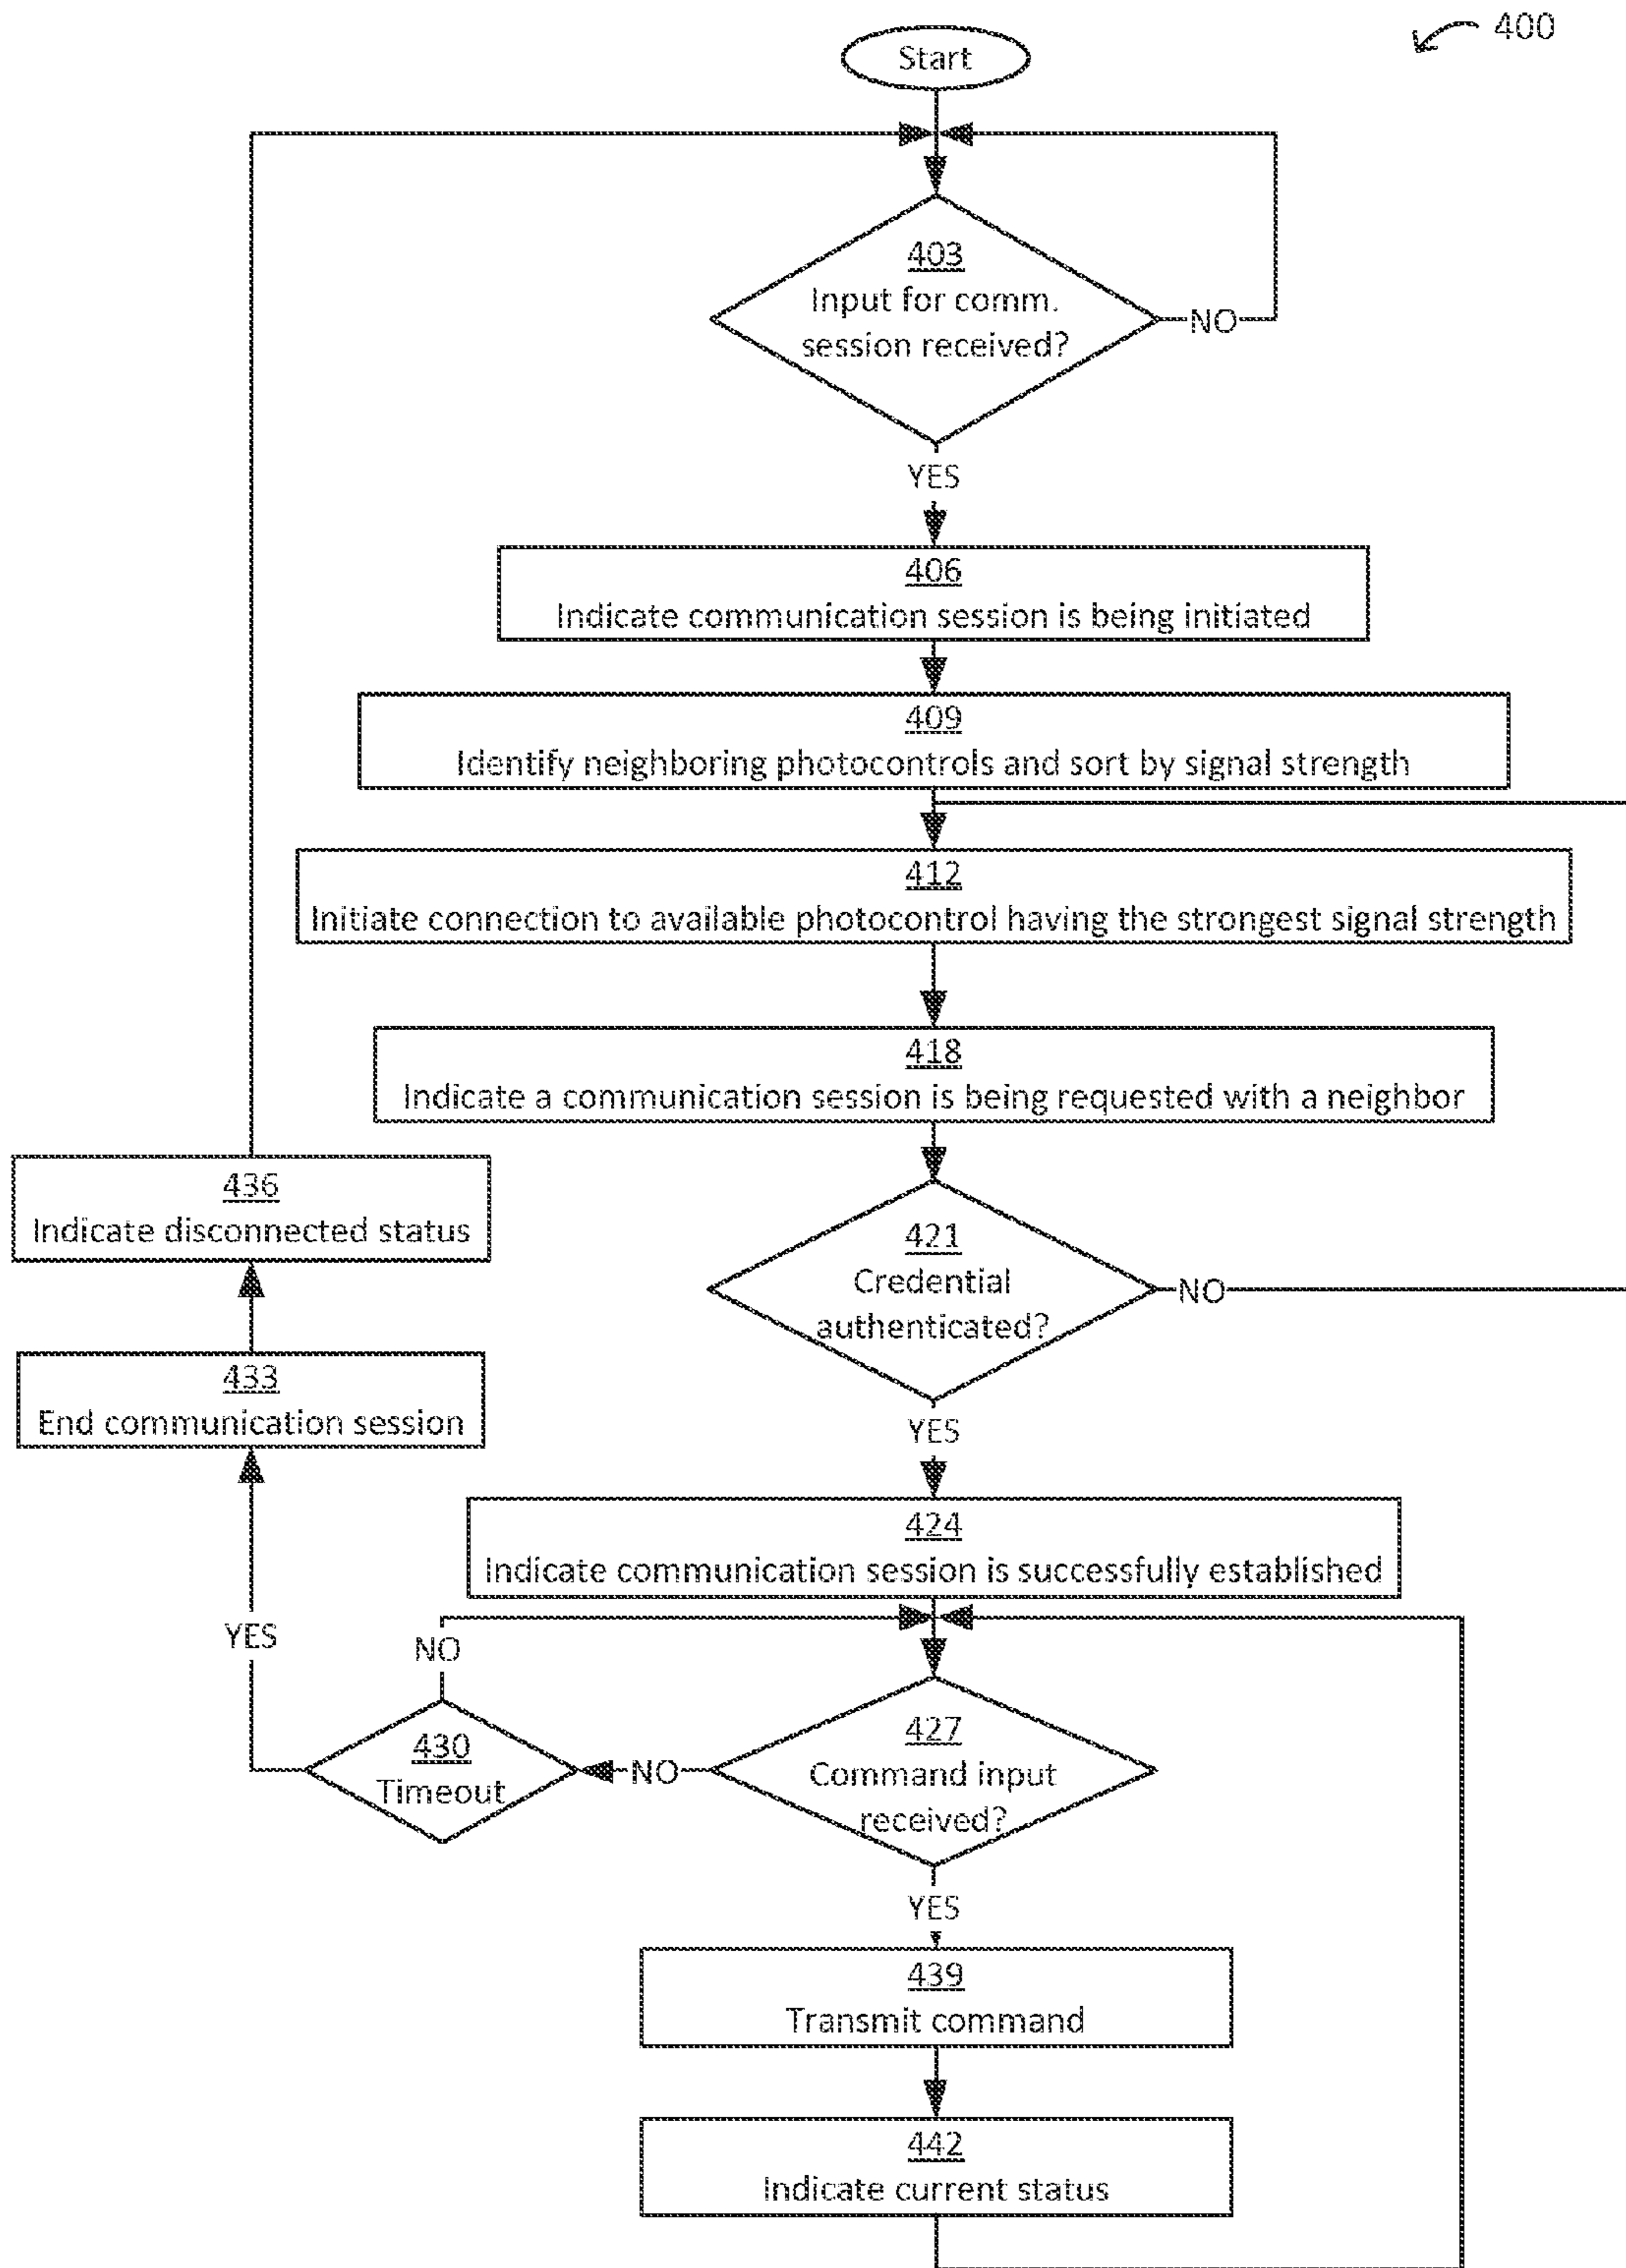 400
Start
403
Input for comm.
session received?
NO
YES
406
Indicate communication session is being initiated
409
Identify neighboring photocontrols and sort by signal strength
412
Initiate connection to available photocontrol having the strongest signal strength
418
Indicate a communication session is being requested with a neighbor
436
Indicate disconnected status
421
Credential
authenticated?
NO
433
End communication session
YES
424
Indicate communication session is successfully established
YES
NO
430
Timeout
NO
427
Command input
received?
YES
439
Transmit command
442
Indicate current status